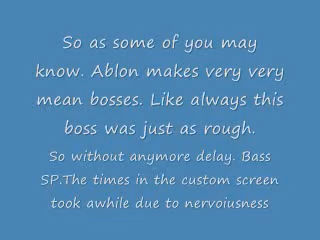 So as some of you may
know. Ablon makes very very
mean bosses. Like always this
boss was just as rough.
So without anymore delay. Bass
SP.The times in the custom screen
took awhile due to nervoiusness